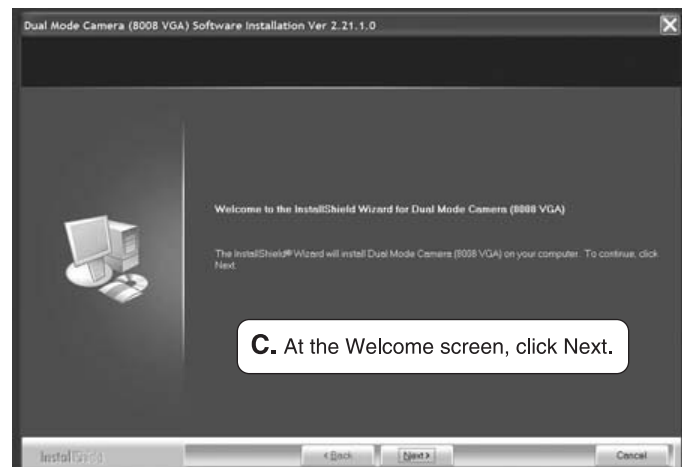 Dual Mode Camera (8008 VGA) Software Installation Ver 2.21.1.0
Welcome to the InstallShield Wizard for Dual Mode Camera (8008 VGA)
The InstallShield® Wizard will install Dual Mode Camera (8008 VGA) on your computer. To continue, click
Next.
C. At the Welcome screen, click Next.
InstallShield
< Back Next > Cancel